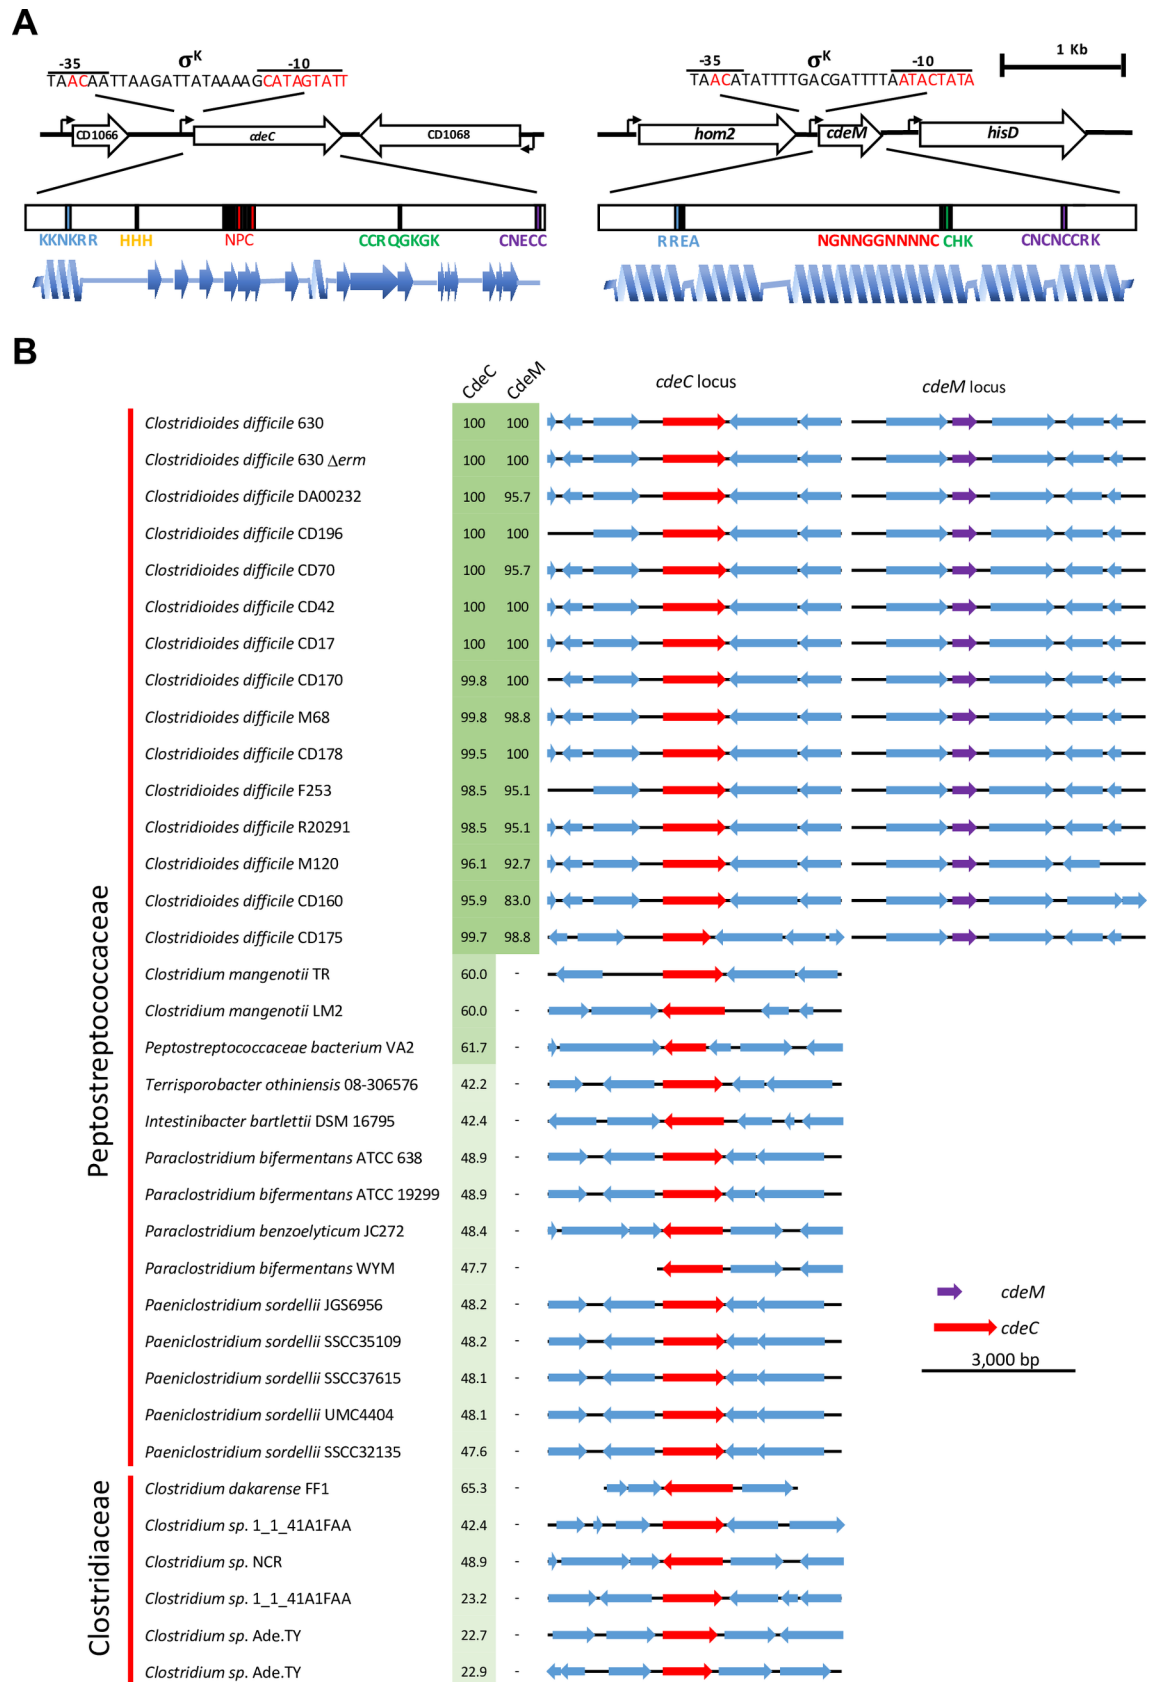 A
-35 σK -10
TAACAATTAAGATTATAAAAGCATAGTATT
CD1066 cdeC CD1068
KKNKRR HHH NPC CCRQGKGK CNECC
-35 σK -10
TAACATATTTTGACGATTTTAATACTATA
1 Kb
hom2 cdeM hisD
RREA NGNNGGNNNNC CHK CNCNCCRK
B
CdeC CdeM cdeC locus cdeM locus
Peptostreptococcaceae
Clostridioides difficile 630 100 100
Clostridioides difficile 630 Δerm 100 100
Clostridioides difficile DA00232 100 95.7
Clostridioides difficile CD196 100 100
Clostridioides difficile CD70 100 95.7
Clostridioides difficile CD42 100 100
Clostridioides difficile CD17 100 100
Clostridioides difficile CD170 99.8 100
Clostridioides difficile M68 99.8 98.8
Clostridioides difficile CD178 99.5 100
Clostridioides difficile F253 98.5 95.1
Clostridioides difficile R20291 98.5 95.1
Clostridioides difficile M120 96.1 92.7
Clostridioides difficile CD160 95.9 83.0
Clostridioides difficile CD175 99.7 98.8
Clostridium mangenotii TR 60.0 -
Clostridium mangenotii LM2 60.0 -
Peptostreptococcaceae bacterium VA2 61.7 -
Terrisporobacter othiniensis 08-306576 42.2 -
Intestinibacter bartlettii DSM 16795 42.4 -
Paraclostridium bifermentans ATCC 638 48.9 -
Paraclostridium bifermentans ATCC 19299 48.9 -
Paraclostridium benzoelyticum JC272 48.4 -
Paraclostridium bifermentans WYM 47.7 -
Paeniclostridium sordellii JGS6956 48.2 -
Paeniclostridium sordellii SSCC35109 48.2 -
Paeniclostridium sordellii SSCC37615 48.1 -
Paeniclostridium sordellii UMC4404 48.1 -
Paeniclostridium sordellii SSCC32135 47.6 -
Clostridiaceae
Clostridium dakarense FF1 65.3 -
Clostridium sp. 1_1_41A1FAA 42.4 -
Clostridium sp. NCR 48.9 -
Clostridium sp. 1_1_41A1FAA 23.2 -
Clostridium sp. Ade.TY 22.7 -
Clostridium sp. Ade.TY 22.9 -
cdeM
cdeC
3,000 bp